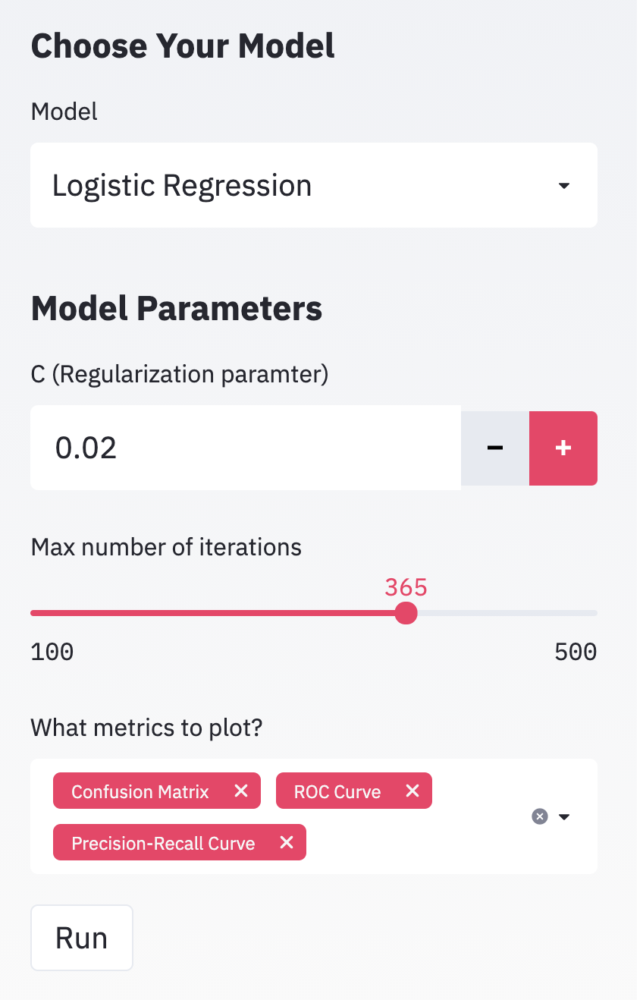 Choose Your Model
Model
Logistic Regression
Model Parameters
C (Regularization paramter)
0.02
Max number of iterations
365
100 500
What metrics to plot?
Confusion Matrix ROC Curve
Precision-Recall Curve
Run